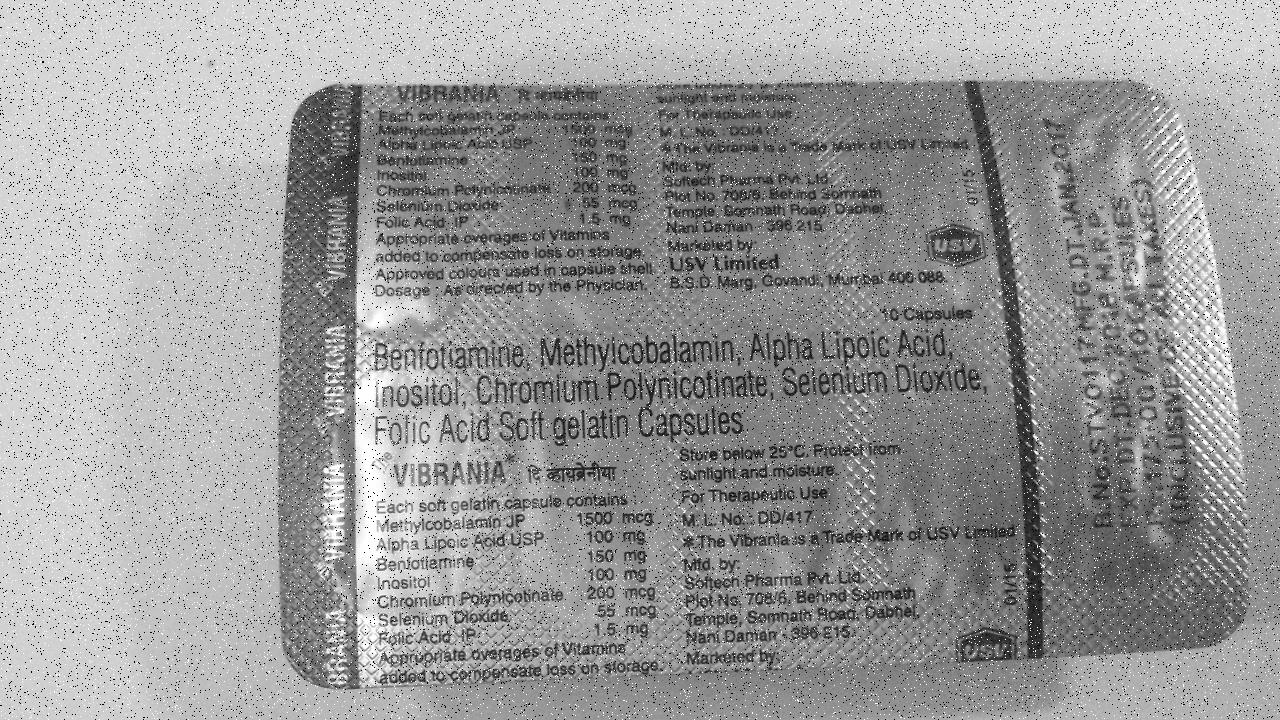 VIBRANIA
Each soft gelatin capsule contains :
Methylcobalamin JP 1500 mcg
Alpha Lipoic Acid USP 100 mg
Benfotiamine 150 mg
Inositol 100 mg
Chromium Polynicotinate 200 mcg
Selenium Dioxide 55 mcg
Folic Acid IP 1.5 mg
Appropriate overages of Vitamins
added to compensate loss on storage.
Approved colours used in capsule shell.
Dosage : As directed by the Physician.
sunlight and moisture.
For Therapeutic Use
M. L. No. : DD/417
* The Vibrania is a Trade Mark of USV Limited
Mfd. by:
Softech Pharma Pvt. Ltd.
Plot No. 708/6, Behind Somnath
Temple, Somnath Road, Dabhel,
Nani Daman - 396 215.
Marketed by:
USV Limited
B.S.D. Marg, Govandi, Mumbai 400 088.
01/15
USV
10 Capsules
Benfotiamine, Methylcobalamin, Alpha Lipoic Acid,
Inositol, Chromium Polynicotinate, Selenium Dioxide,
Folic Acid Soft gelatin Capsules
VIBRANIA* दि वायब्रेनीया
Each soft gelatin capsule contains :
Methylcobalamin JP 1500 mcg
Alpha Lipoic Acid USP 100 mg
Benfotiamine 150 mg
Inositol 100 mg
Chromium Polynicotinate 200 mcg
Selenium Dioxide 55 mcg
Folic Acid IP 1.5 mg
Appropriate overages of Vitamins
added to compensate loss on storage.
Store below 25°C. Protect from
sunlight and moisture.
For Therapeutic Use
M. L. No. : DD/417
* The Vibrania is a Trade Mark of USV Limited
Mfd. by:
Softech Pharma Pvt. Ltd.
Plot No. 708/6, Behind Somnath
Temple, Somnath Road, Dabhel,
Nani Daman - 396 215.
Marketed by:
01/15
USV
VIBRANIA
VIBRANIA
VIBRANIA
BRANIA
B.No.STVO117 MFG.DT.JAN.2017
EXP.DT.DEC.2018 M.R.P.
/10 CAPSULES
(INCLUSIVE OF ALL TAXES)